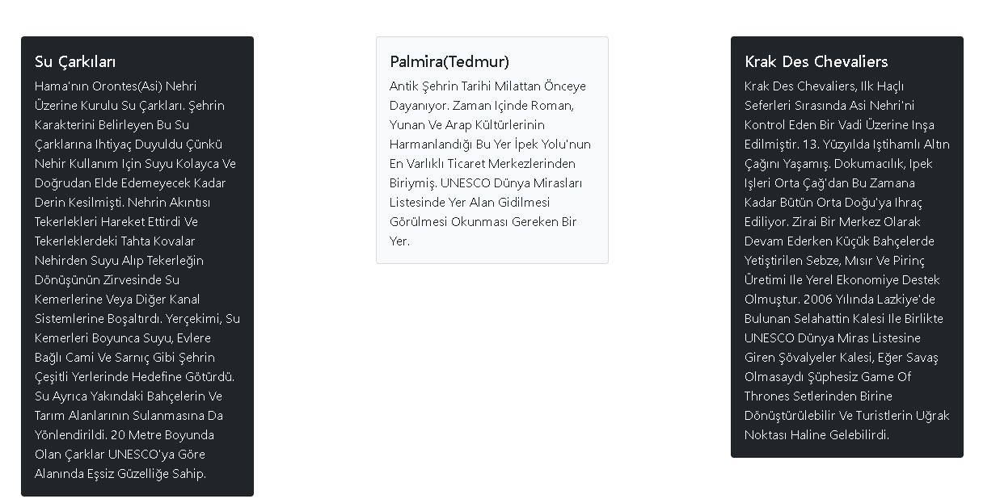 Su Çarkıları
Hama'nın Orontes(Asi) Nehri
Üzerine Kurulu Su Çarkları. Şehrin
Karakterini Belirleyen Bu Su
Çarklarına Ihtiyaç Duyuldu Çünkü
Nehir Kullanım Için Suyu Kolayca Ve
Doğrudan Elde Edemeyecek Kadar
Derin Kesilmişti. Nehrin Akıntısı
Tekerlekleri Hareket Ettirdi Ve
Tekerleklerdeki Tahta Kovalar
Nehirden Suyu Alıp Tekerleğin
Dönüşünün Zirvesinde Su
Kemerlerine Veya Diğer Kanal
Sistemlerine Boşaltırdı. Yerçekimi, Su
Kemerleri Boyunca Suyu, Evlere
Bağlı Cami Ve Sarnıç Gibi Şehrin
Çeşitli Yerlerinde Hedefine Götürdü.
Su Ayrıca Yakındaki Bahçelerin Ve
Tarım Alanlarının Sulanmasına Da
Yönlendirildi. 20 Metre Boyunda
Olan Çarklar UNESCO'ya Göre
Alanında Eşsiz Güzelliğe Sahip.
Palmira(Tedmur)
Antik Şehrin Tarihi Milattan Önceye
Dayanıyor. Zaman Içinde Roman,
Yunan Ve Arap Kültürlerinin
Harmanlandığı Bu Yer İpek Yolu'nun
En Varlıklı Ticaret Merkezlerinden
Biriymiş. UNESCO Dünya Mirasları
Listesinde Yer Alan Gidilmesi
Görülmesi Okunması Gereken Bir
Yer.
Krak Des Chevaliers
Krak Des Chevaliers, Ilk Haçlı
Seferleri Sırasında Asi Nehri'ni
Kontrol Eden Bir Vadi Üzerine Inşa
Edilmiştir. 13. Yüzyılda Iştihamlı Altın
Çağını Yaşamış. Dokumacılık, Ipek
Işleri Orta Çağ'dan Bu Zamana
Kadar Bütün Orta Doğu'ya Ihraç
Ediliyor. Zirai Bir Merkez Olarak
Devam Ederken Küçük Bahçelerde
Yetiştirilen Sebze, Mısır Ve Pirinç
Üretimi Ile Yerel Ekonomiye Destek
Olmuştur. 2006 Yılında Lazkiye'de
Bulunan Selahattin Kalesi Ile Birlikte
UNESCO Dünya Miras Listesine
Giren Şövalyeler Kalesi, Eğer Savaş
Olmasaydı Şüphesiz Game Of
Thrones Setlerinden Birine
Dönüştürülebilir Ve Turistlerin Uğrak
Noktası Haline Gelebilirdi.